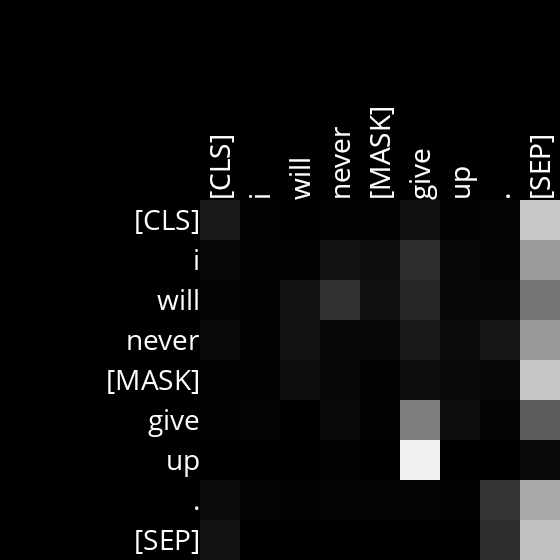 [CLS] i will never [MASK] give up . [SEP]
[CLS]
i
will
never
[MASK]
give
up
.
[SEP]